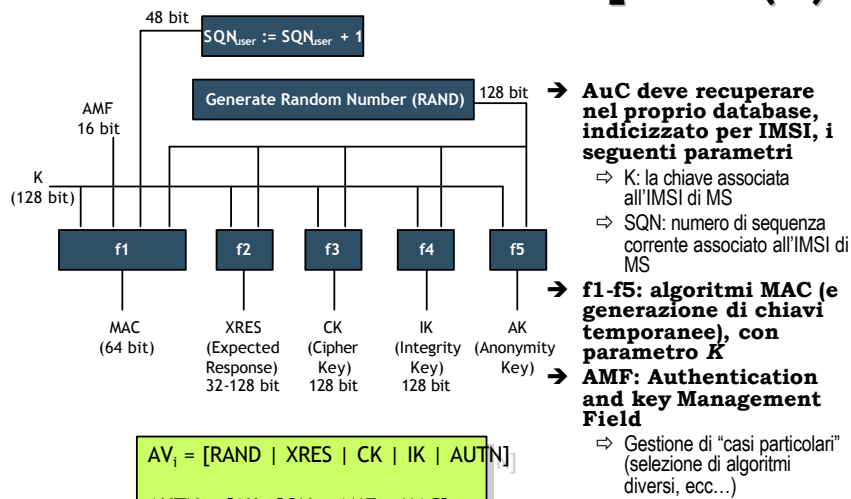 48 bit
SQNuser := SQNuser + 1
Generate Random Number (RAND)
128 bit
AMF
16 bit
K
(128 bit)
f1
f2
f3
f4
f5
MAC
(64 bit)
XRES
(Expected
Response)
32-128 bit
CK
(Cipher
Key)
128 bit
IK
(Integrity
Key)
128 bit
AK
(Anonymity
Key)
AVi = [RAND | XRES | CK | IK | AUTN]
➔ AuC deve recuperare
nel proprio database,
indicizzato per IMSI, i
seguenti parametri
⇨ K: la chiave associata
all'IMSI di MS
⇨ SQN: numero di sequenza
corrente associato all'IMSI di
MS
➔ f1-f5: algoritmi MAC (e
generazione di chiavi
temporanee), con
parametro K
➔ AMF: Authentication
and key Management
Field
⇨ Gestione di “casi particolari”
(selezione di algoritmi
diversi, ecc…)